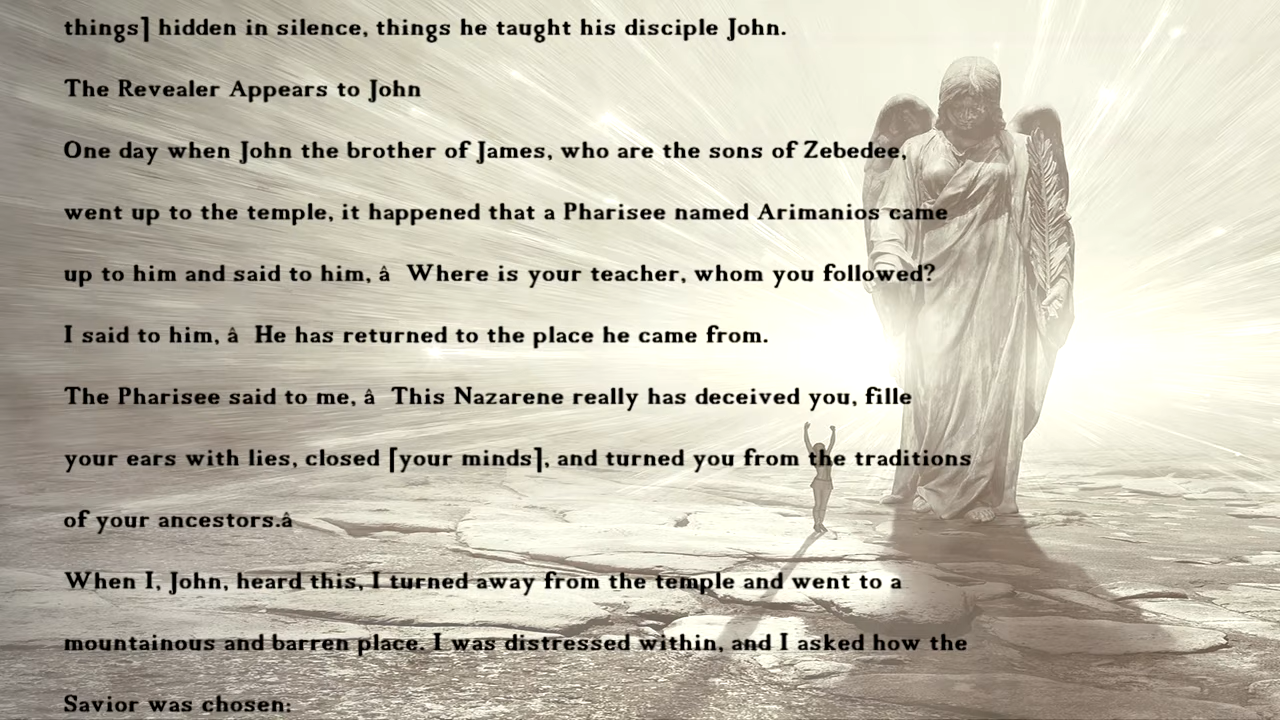 things] hidden in silence, things he taught his disciple John.
The Revealer Appears to John
One day when John the brother of James, who are the sons of Zebedee,
went up to the temple, it happened that a Pharisee named Arimanios came
up to him and said to him, â  Where is your teacher, whom you followed?
I said to him, â  He has returned to the place he came from.
The Pharisee said to me, â  This Nazarene really has deceived you, fille
your ears with lies, closed [your minds], and turned you from the traditions
of your ancestors.â
When I, John, heard this, I turned away from the temple and went to a
mountainous and barren place. I was distressed within, and I asked how the
Savior was chosen: